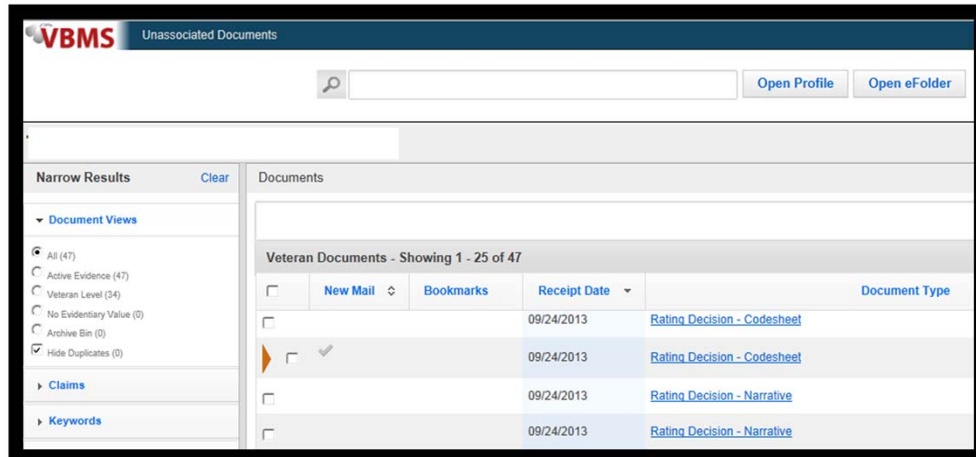 VBMS Unassociated Documents
Open Profile Open eFolder
Narrow Results Clear
Documents
Document Views
All (47)
Active Evidence (47)
Veteran Level (34)
No Evidentiary Value (0)
Archive Bin (0)
Hide Duplicates (0)
Claims
Keywords
Veteran Documents - Showing 1 - 25 of 47
New Mail Bookmarks Receipt Date Document Type
09/24/2013 Rating Decision - Codesheet
09/24/2013 Rating Decision - Codesheet
09/24/2013 Rating Decision - Narrative
09/24/2013 Rating Decision - Narrative